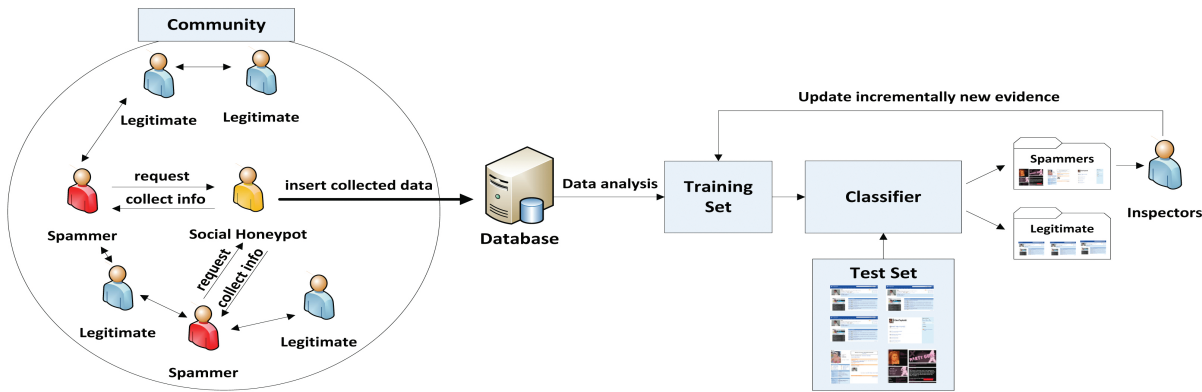 Community
Legitimate
Legitimate
request
collect info
Spammer
Social Honeypot
request
collect info
Legitimate
Legitimate
Spammer
insert collected data
Database
Data analysis
Update incrementally new evidence
Training
Set
Classifier
Test Set
Spammers
Legitimate
Inspectors